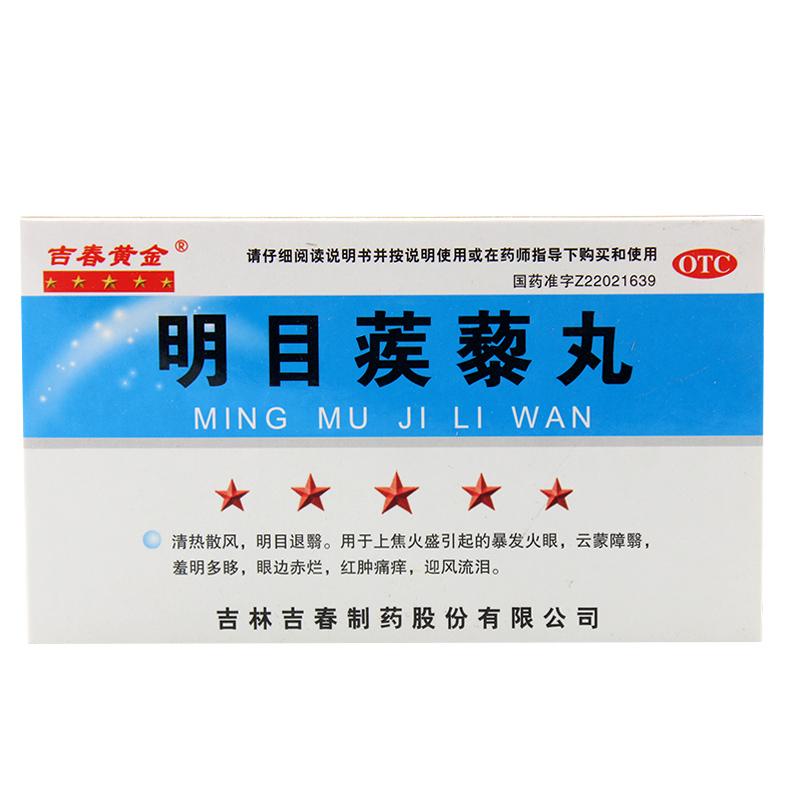 吉春黄金®
请仔细阅读说明书并按说明使用或在药师指导下购买和使用
国药准字Z22021639
OTC
明目蒺藜丸
MING MU JI LI WAN
清热散风，明目退翳。用于上焦火盛引起的暴发火眼，云蒙障翳，
羞明多眵，眼边赤烂，红肿痛痒，迎风流泪。
吉林吉春制药股份有限公司